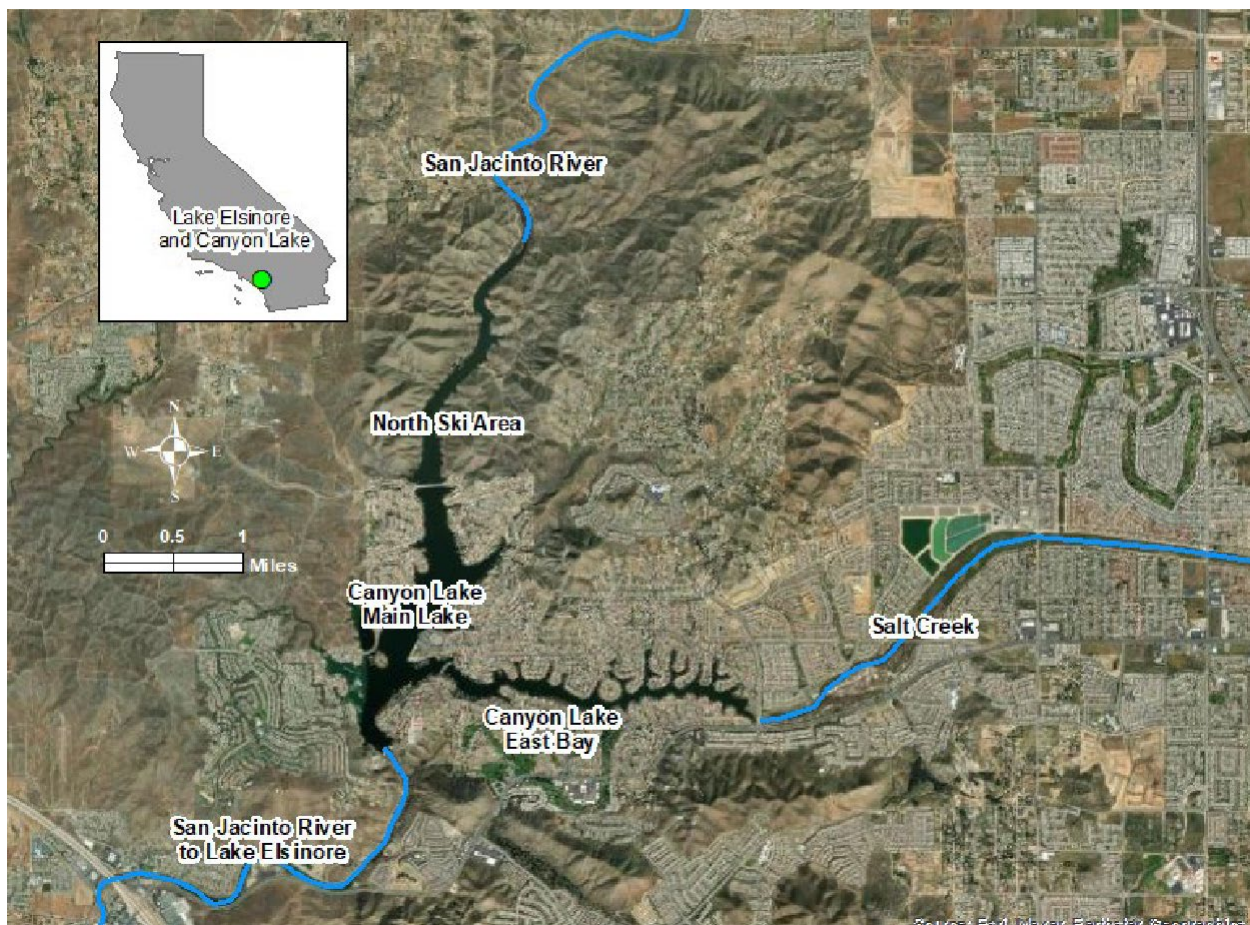 San Jacinto River
Lake Elsinore
and Canyon Lake
North Ski Area
N
W E
S
0 0.5 1
Miles
Canyon Lake
Main Lake
Salt Creek
Canyon Lake
East Bay
San Jacinto River
to Lake Elsinore